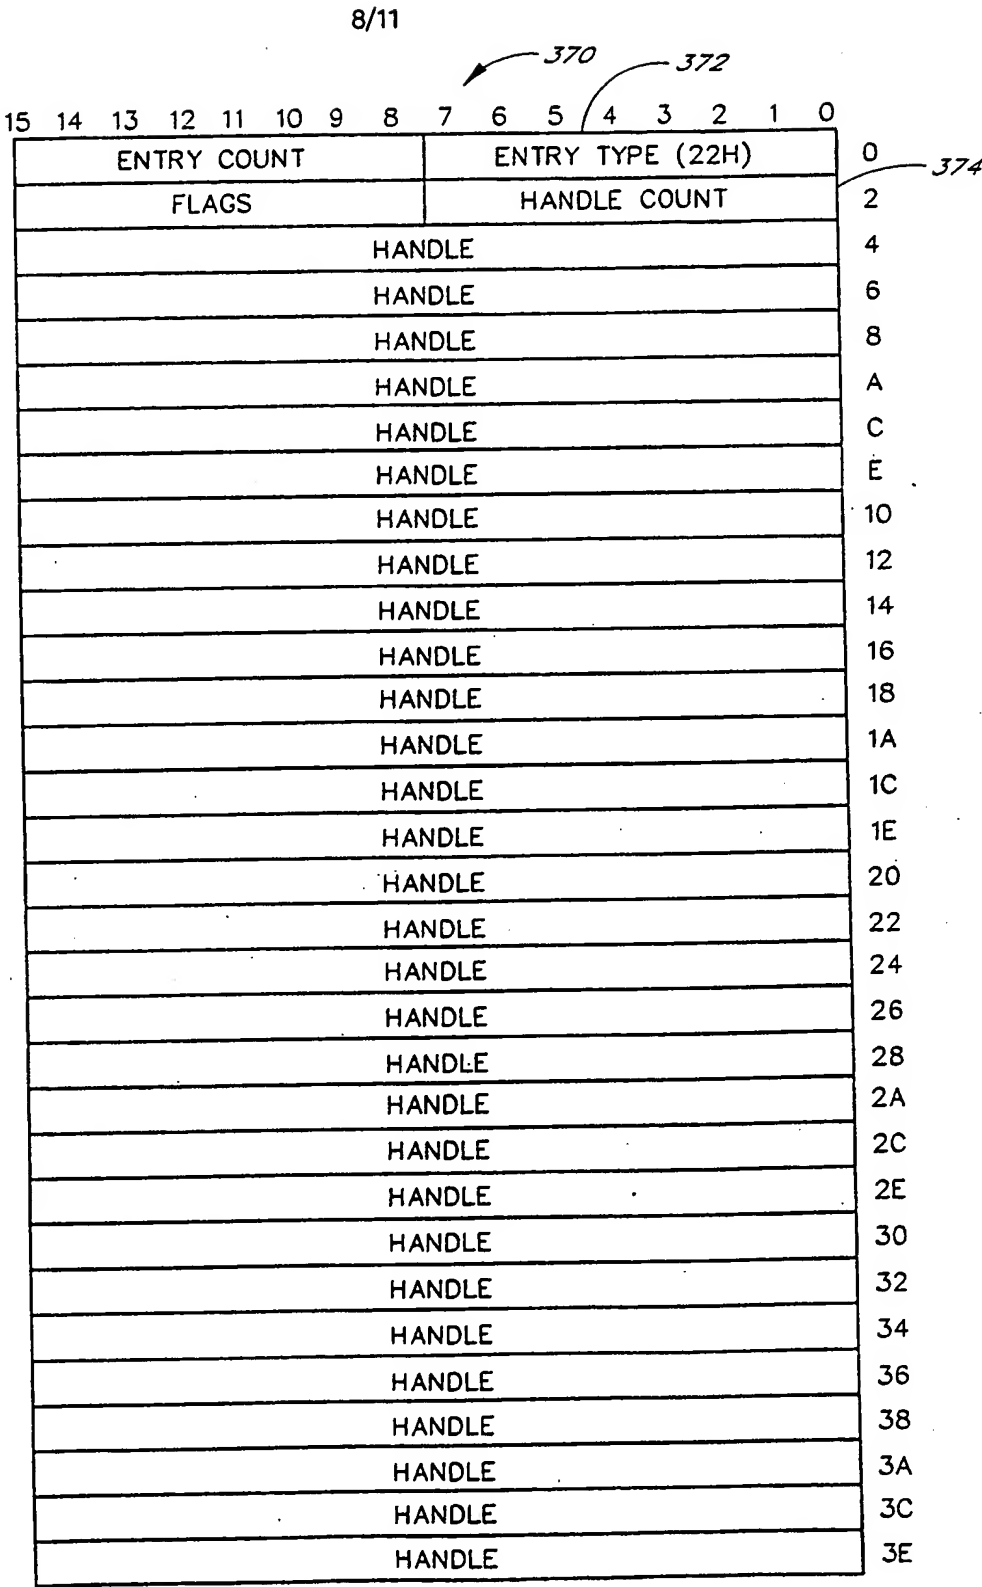 8/11
370
372
15 14 13 12 11 10 9 8 7 6 5 4 3 2 1 0
ENTRY COUNT ENTRY TYPE (22H) 0
374
FLAGS HANDLE COUNT 2
HANDLE 4
HANDLE 6
HANDLE 8
HANDLE A
HANDLE C
HANDLE E
HANDLE 10
HANDLE 12
HANDLE 14
HANDLE 16
HANDLE 18
HANDLE 1A
HANDLE 1C
HANDLE 1E
HANDLE 20
HANDLE 22
HANDLE 24
HANDLE 26
HANDLE 28
HANDLE 2A
HANDLE 2C
HANDLE 2E
HANDLE 30
HANDLE 32
HANDLE 34
HANDLE 36
HANDLE 38
HANDLE 3A
HANDLE 3C
HANDLE 3E